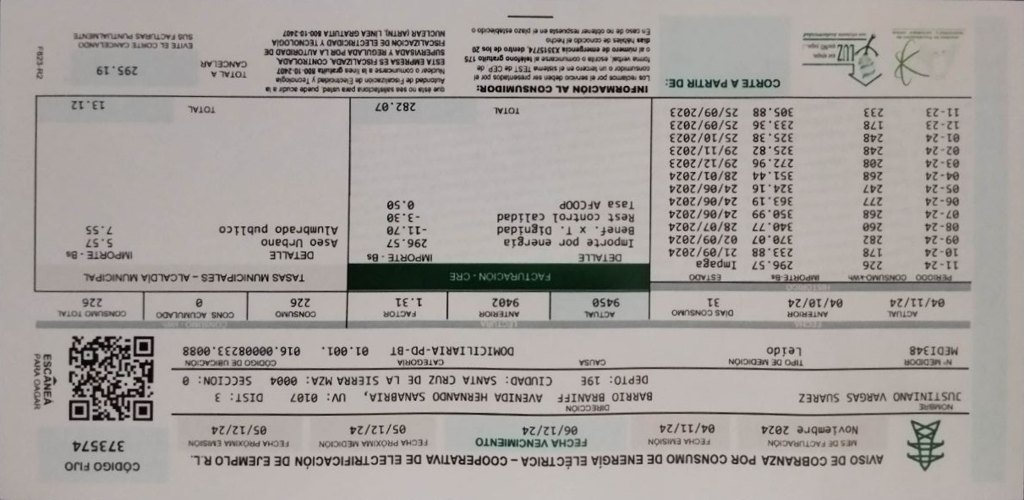 AVISO DE COBRANZA POR CONSUMO DE ENERGÍA ELÉCTRICA – COOPERATIVA DE ELECTRIFICACIÓN DE EJEMPLO R.L.
CÓDIGO FIJO
373574
MES DE FACTURACIÓN
Noviembre 2024
FECHA EMISIÓN
04/11/24
FECHA VENCIMIENTO
06/12/24
FECHA PRÓXIMA MEDICIÓN
05/12/24
FECHA PRÓXIMA EMISIÓN
05/12/24
NOMBRE
JUSTINIANO VARGAS SUAREZ
DIRECCIÓN
BARRIO BRANIFF AVENIDA HERNANDO SANABRIA, UV: 0107 DIST: 3
DEPTO: 19E CIUDAD: SANTA CRUZ DE LA SIERRA MZA: 0004 SECCION: 0
ESCANEÁ PARA PAGAR
Nº MEDIDOR
MEDI348
TIPO DE MEDICIÓN
Leído
CAUSA
CATEGORÍA
DOMICILIARIA-PD-BT
CÓDIGO DE UBICACIÓN
01.001. 016.00008233.0088
FECHA
ACTUAL ANTERIOR DIAS CONSUMO
04/11/24 04/10/24 31
LECTURA
ACTUAL ANTERIOR FACTOR
9450 9402 1.31
CONSUMO CONS ACUMULADO CONSUMO TOTAL
226 0 226
HISTÓRICO
PERIODO CONSUMO-kWh IMPORTE-Bs ESTADO
11-24 226 296.57 Impaga
10-24 178 233.88 21/09/2024
09-24 282 370.07 02/09/2024
08-24 260 340.77 28/07/2024
07-24 268 350.99 24/06/2024
06-24 277 363.19 24/06/2024
05-24 247 324.16 24/06/2024
04-24 268 351.44 28/01/2024
03-24 208 272.96 29/12/2023
02-24 248 325.82 29/11/2023
01-24 248 325.38 25/10/2023
12-23 178 233.36 25/09/2023
11-23 233 305.88 25/09/2023
FACTURACION - CRE
DETALLE IMPORTE - Bs
Importe por energía 296.57
Benef. x T. Dignidad -11.70
Rest control calidad -3.30
Tasa AFCOOP 0.50
TOTAL 282.07
TASAS MUNICIPALES – ALCALDÍA MUNICIPAL
DETALLE IMPORTE - Bs
Aseo Urbano 5.57
Alumbrado publico 7.55
TOTAL 13.12
CORTE A PARTIR DE:
INFORMACIÓN AL CONSUMIDOR:
reclamos por el servicio deben ser presentados por el
consumidor o un tercero en el sistema TEST de CEP de
forma verbal, escrita o comunicarse al teléfono gratuito 175
o al número de emergencia 3315574, dentro de los 20
días hábiles de conocido el hecho
En caso de no obtener respuesta en el plazo establecido o
que ésta no sea satisfactoria para usted, puede acudir a la
Autoridad de Fiscalización de Electricidad y Tecnología
Nuclear o comunicarse a la línea gratuita 800-10-2407
ESTA EMPRESA ES FISCALIZADA, CONTROLADA,
SUPERVISADA Y REGULADA POR LA AUTORIDAD DE
FISCALIZACIÓN DE ELECTRICIDAD Y TECNOLOGÍA
NUCLEAR (AETN), LINEA GRATUITA 800-10-2407
TOTAL A CANCELAR
295.19
EVITE EL CORTE CANCELANDO
SUS FACTURAS PUNTUALMENTE
F623-R2
LUZ